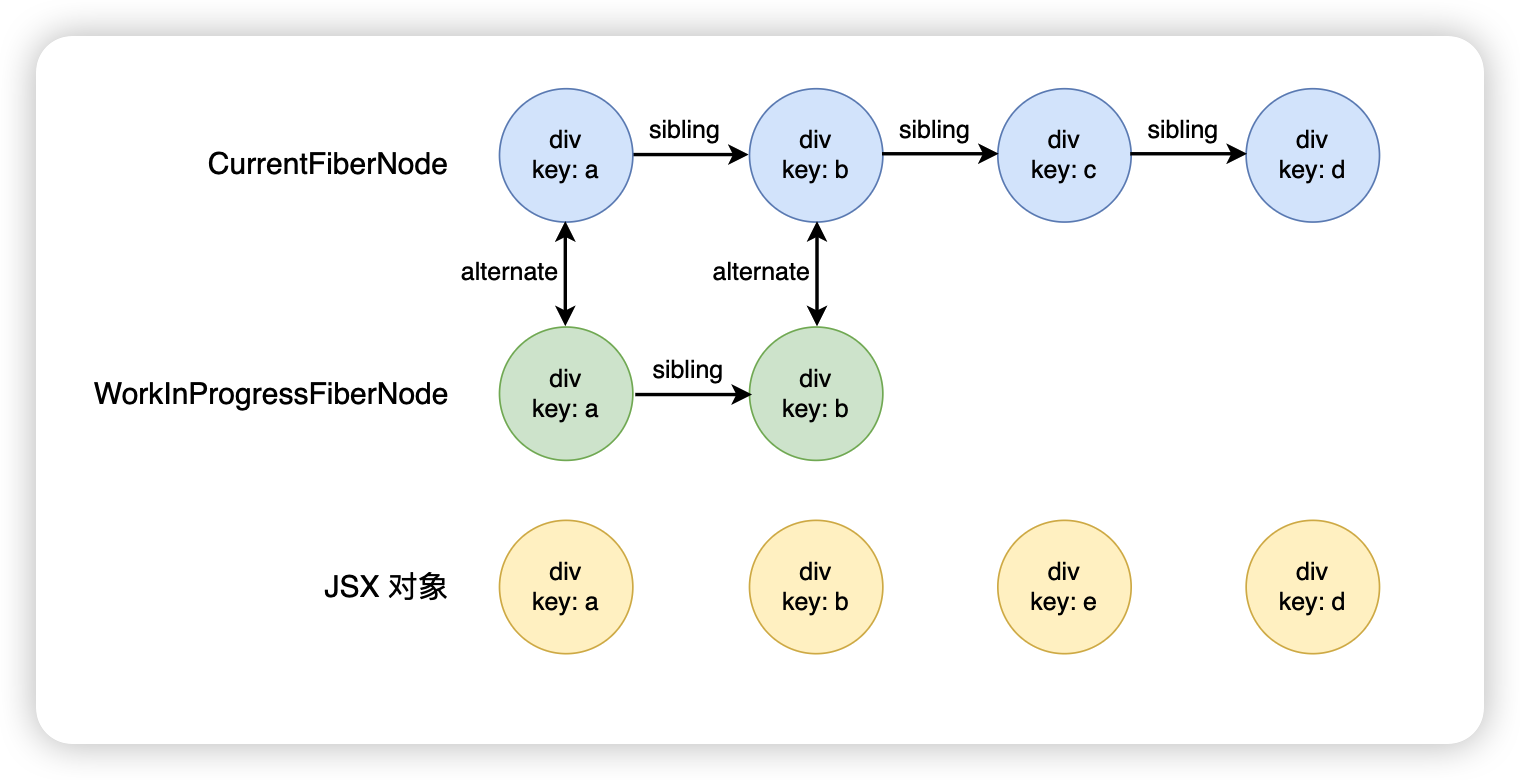 CurrentFiberNode
div
key: a
sibling
div
key: b
sibling
div
key: c
sibling
div
key: d
alternate
alternate
WorkInProgressFiberNode
div
key: a
sibling
div
key: b
JSX 对象
div
key: a
div
key: b
div
key: e
div
key: d